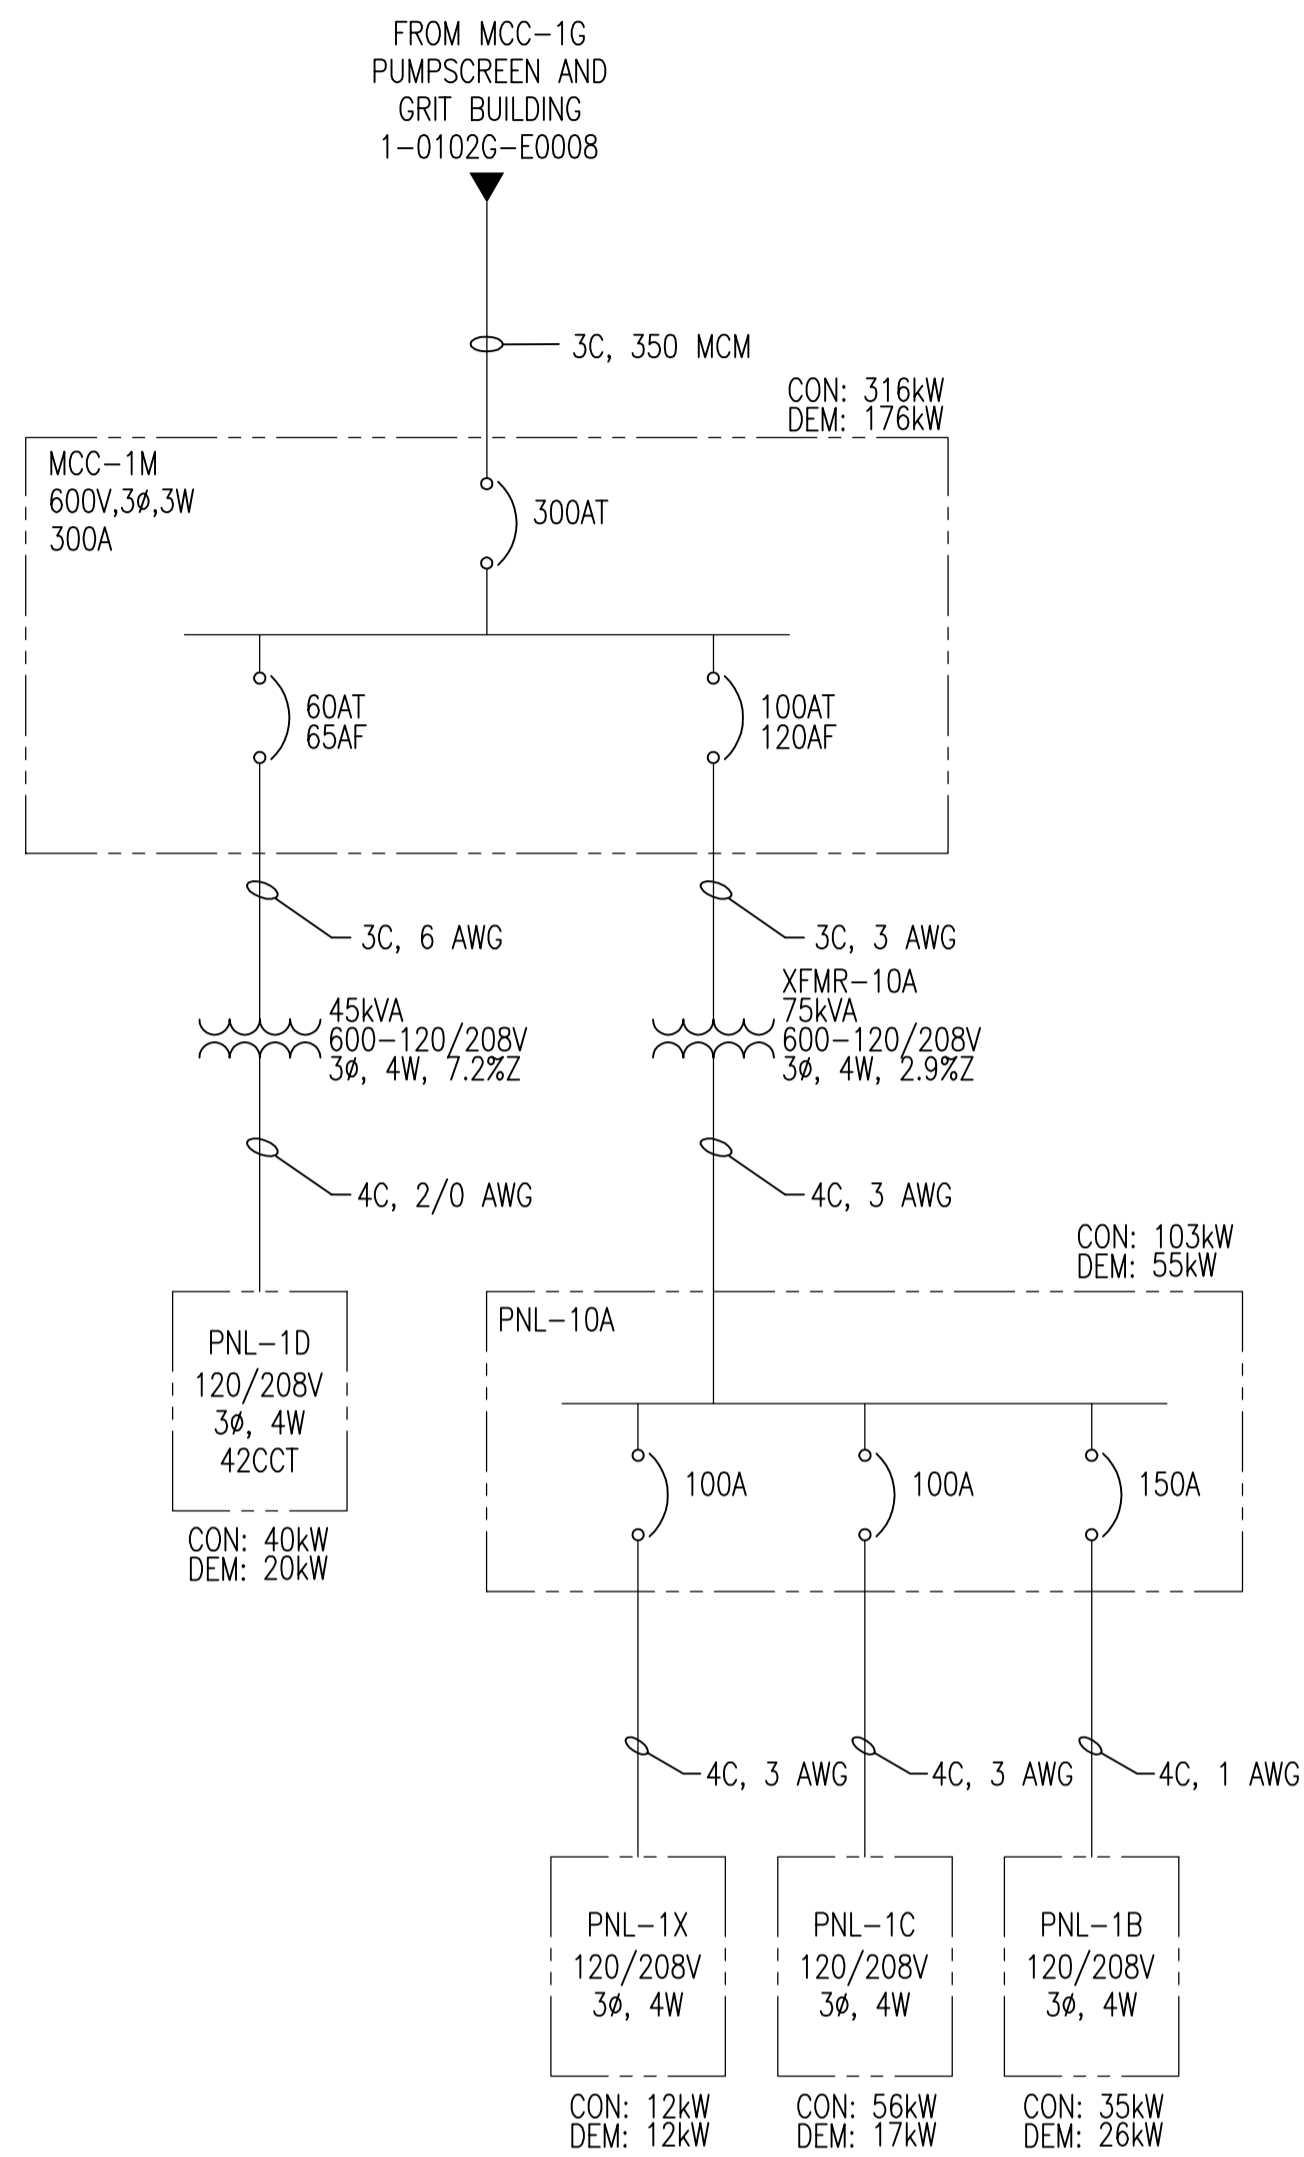 FROM MCC-1G
PUMPSCREEN AND
GRIT BUILDING
1-0102G-E0008
3C, 350 MCM
CON: 316kW
DEM: 176kW
MCC-1M
600V,3ø,3W
300A
300AT
60AT
65AF
100AT
120AF
3C, 6 AWG
3C, 3 AWG
45kVA
600-120/208V
3ø, 4W, 7.2%Z
XFMR-10A
75kVA
600-120/208V
3ø, 4W, 2.9%Z
4C, 2/0 AWG
4C, 3 AWG
CON: 103kW
DEM: 55kW
PNL-1D
120/208V
3ø, 4W
42CCT
CON: 40kW
DEM: 20kW
PNL-10A
100A
100A
150A
4C, 3 AWG
4C, 3 AWG
4C, 1 AWG
PNL-1X
120/208V
3ø, 4W
CON: 12kW
DEM: 12kW
PNL-1C
120/208V
3ø, 4W
CON: 56kW
DEM: 17kW
PNL-1B
120/208V
3ø, 4W
CON: 35kW
DEM: 26kW